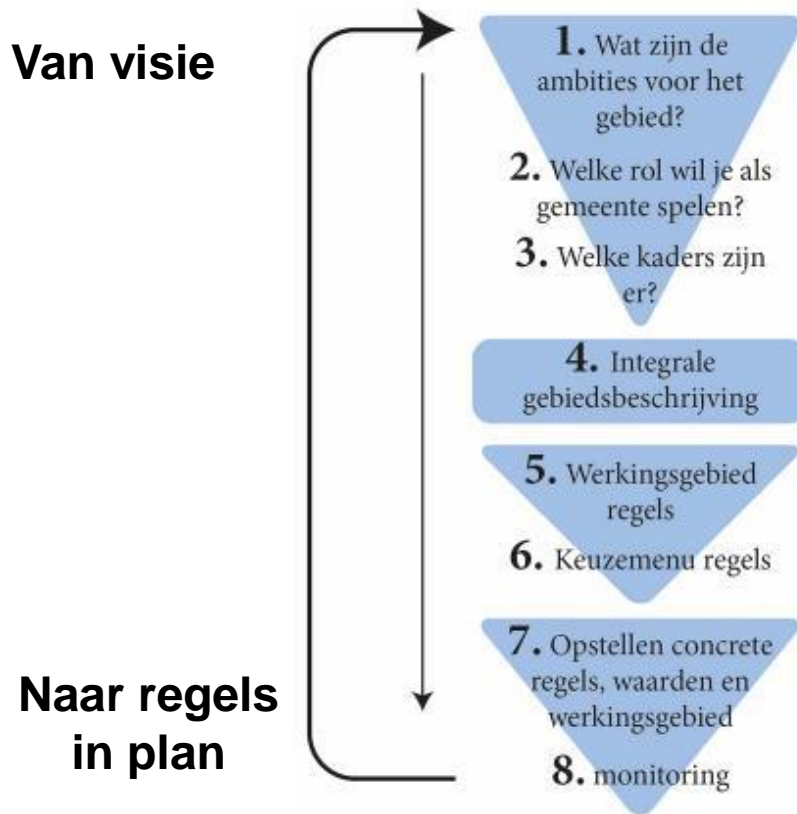 Van visie
1. Wat zijn de
ambities voor het
gebied?
2. Welke rol wil je als
gemeente spelen?
3. Welke kaders zijn
er?
4. Integrale
gebiedsbeschrijving
5. Werkingsgebied
regels
6. Keuzemenu regels
7. Opstellen concrete
regels, waarden en
werkingsgebied
8. monitoring
Naar regels
in plan